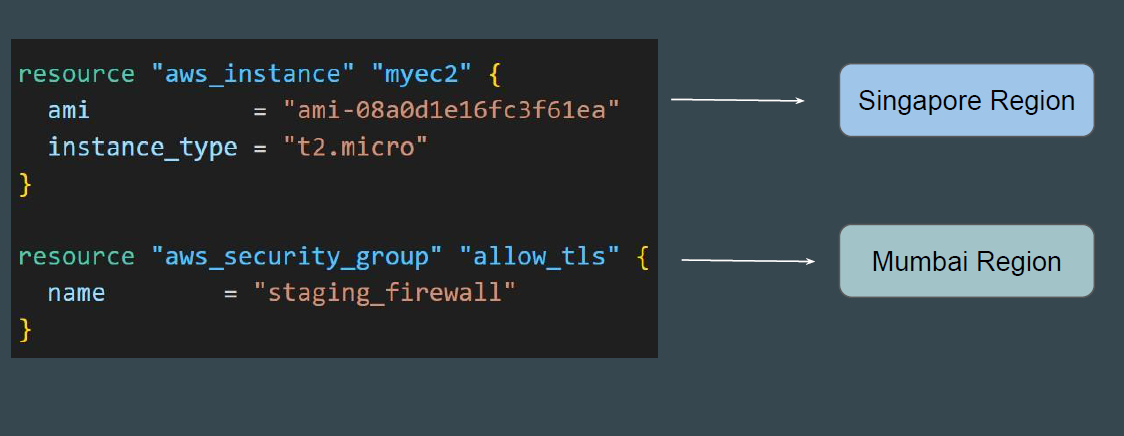 resource "aws_instance" "myec2" {
  ami           = "ami-08a0d1e16fc3f61ea"
  instance_type = "t2.micro"
}
resource "aws_security_group" "allow_tls" {
  name        = "staging_firewall"
}
Singapore Region
Mumbai Region